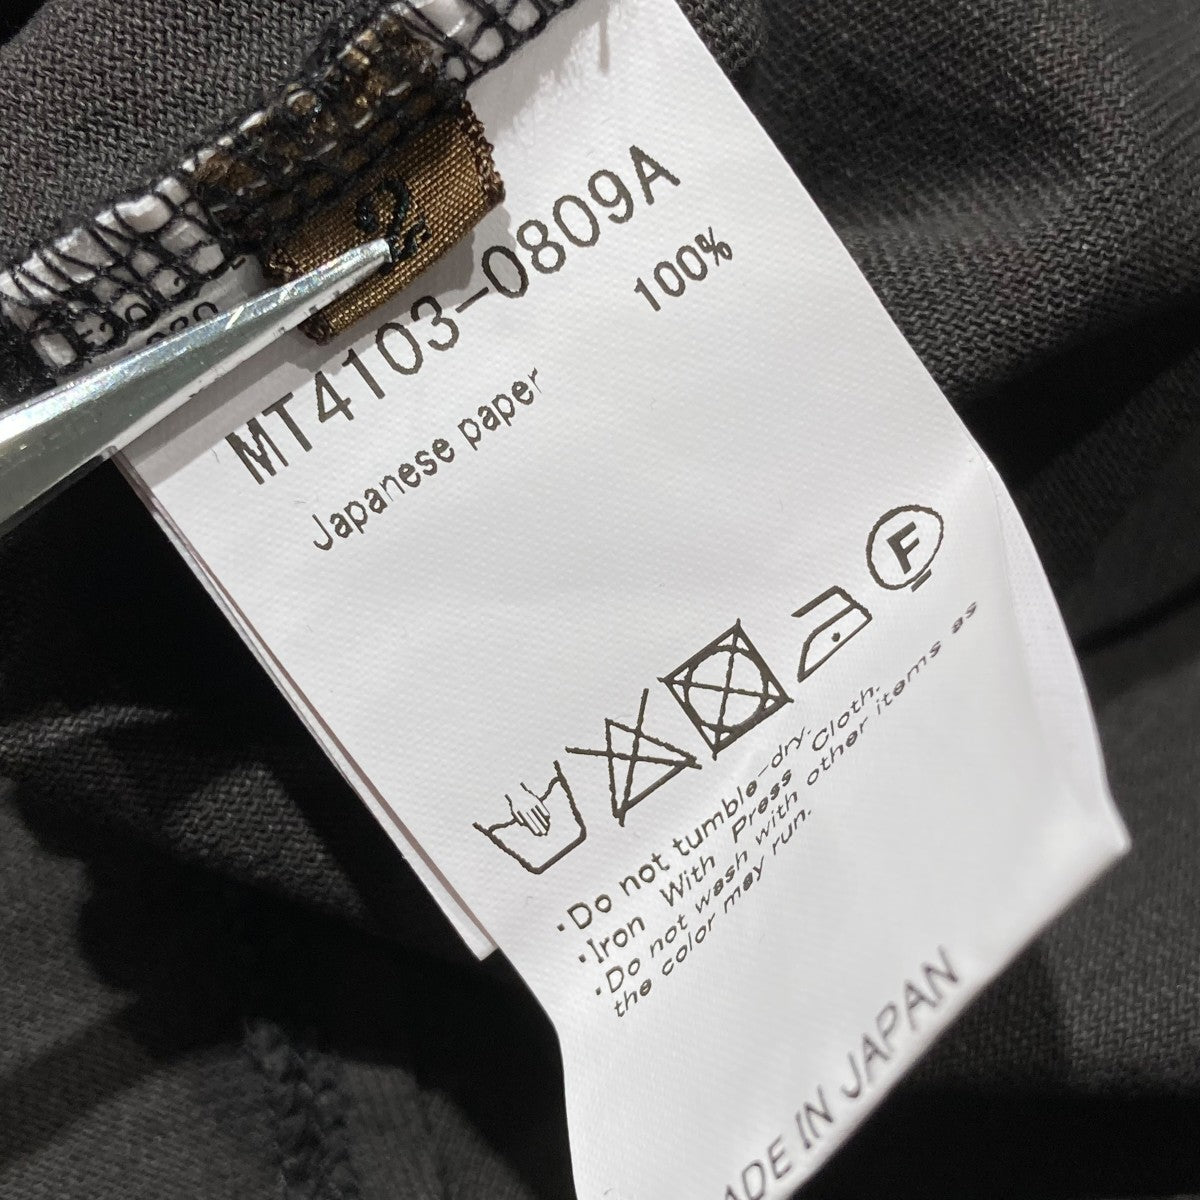 2
MT4103-0809A
Japanese paper 100%
F
·Do not tumble-dry.
·Iron With Press Cloth.
·Do not wash with other items as
the color may run.
MADE IN JAPAN